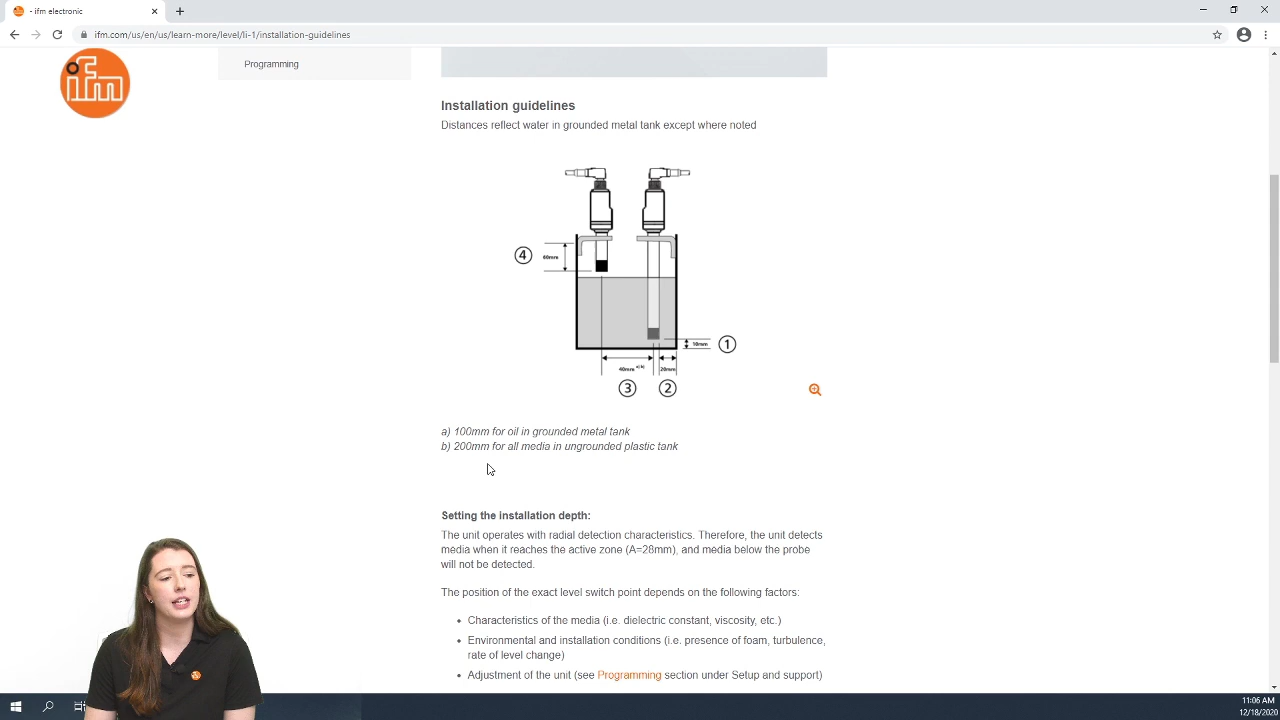 - ifm electronic
ifm.com/us/en/us/learn-more/level/li-1/installation-guidelines
ifm
Programming
Installation guidelines
Distances reflect water in grounded metal tank except where noted
4
60mm
10mm
1
40mm a) b)
20mm
3
2
a) 100mm for oil in grounded metal tank
b) 200mm for all media in ungrounded plastic tank
Setting the installation depth:
The unit operates with radial detection characteristics. Therefore, the unit detects
media when it reaches the active zone (A=28mm), and media below the probe
will not be detected.
The position of the exact level switch point depends on the following factors:
• Characteristics of the media (i.e. dielectric constant, viscosity, etc.)
• Environmental and installation conditions (i.e. presence of foam, turbulence,
rate of level change)
• Adjustment of the unit (see Programming section under Setup and support)
11:06 AM
12/18/2020